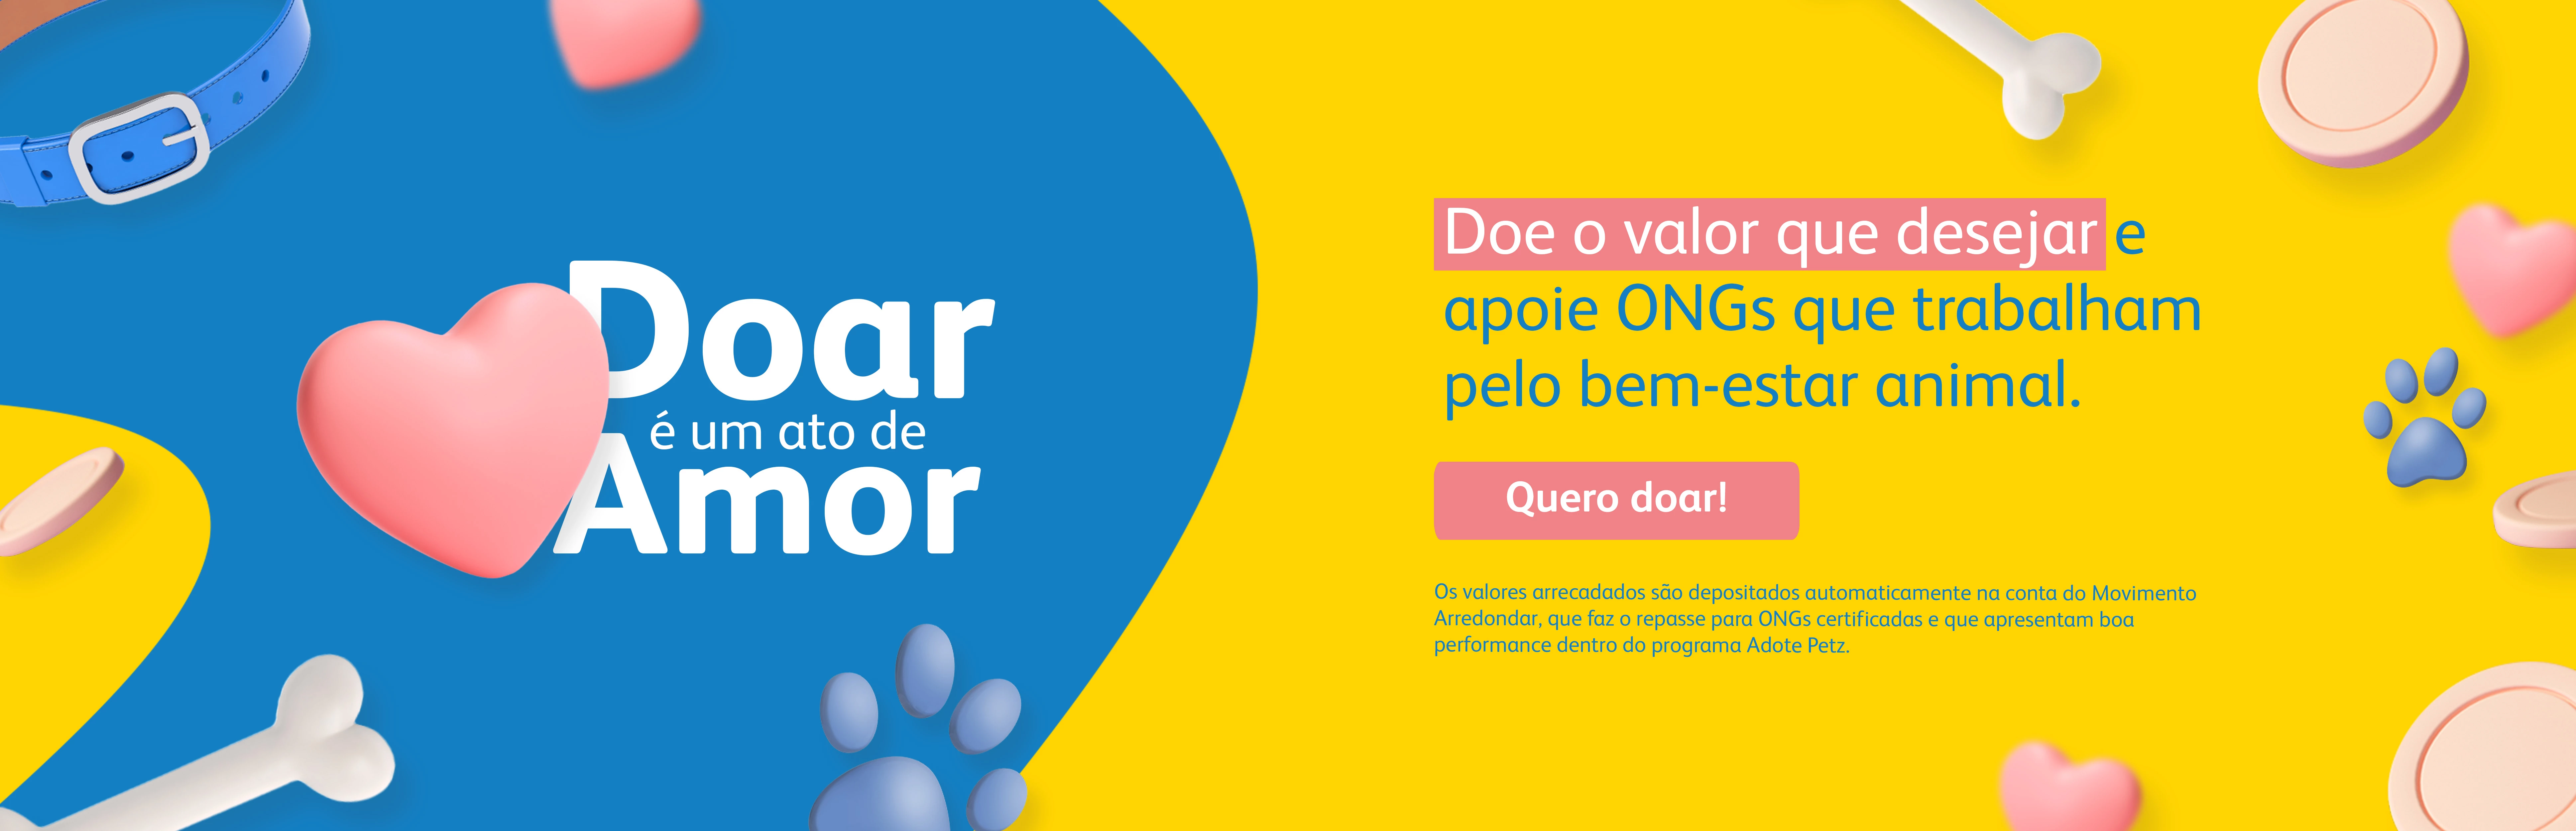 Doar
é um ato de
Amor
Doe o valor que desejar e
apoie ONGs que trabalham
pelo bem-estar animal.
Quero doar!
Os valores arrecadados são depositados automaticamente na conta do Movimento
Arredondar, que faz o repasse para ONGs certificadas e que apresentam boa
performance dentro do programa Adote Petz.